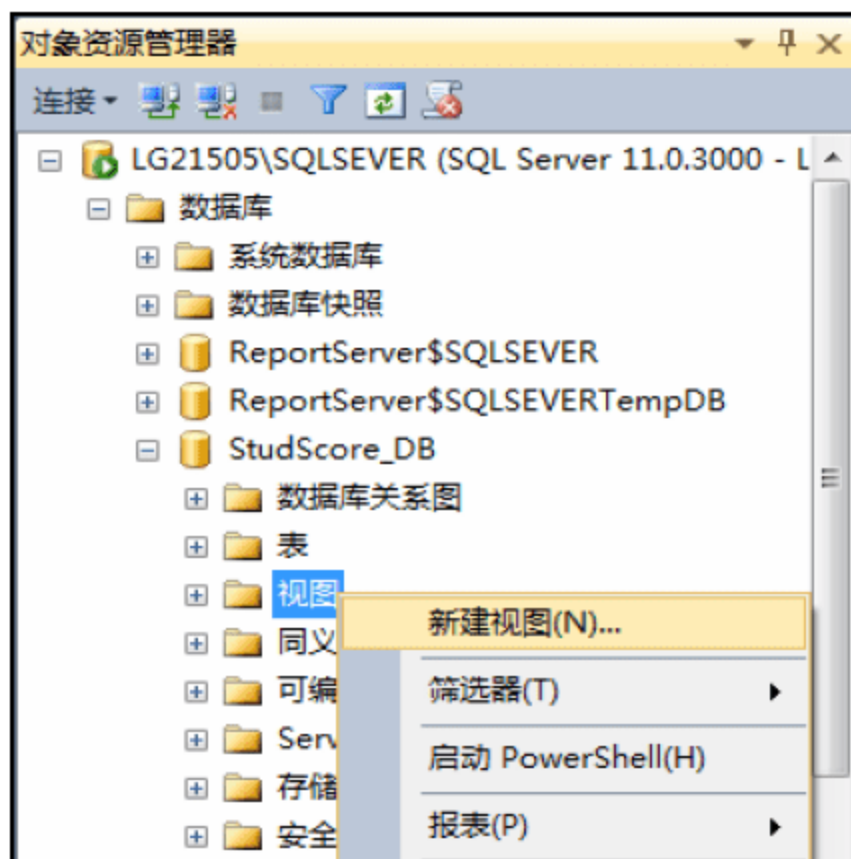 对象资源管理器
连接
LG21505\SQLSEVER (SQL Server 11.0.3000 - L
数据库
系统数据库
数据库快照
ReportServer$SQLSEVER
ReportServer$SQLSEVERTempDB
StudScore_DB
数据库关系图
表
视图
新建视图(N)...
同义
可编
筛选器(T)
Serv
启动 PowerShell(H)
存储
安全
报表(P)